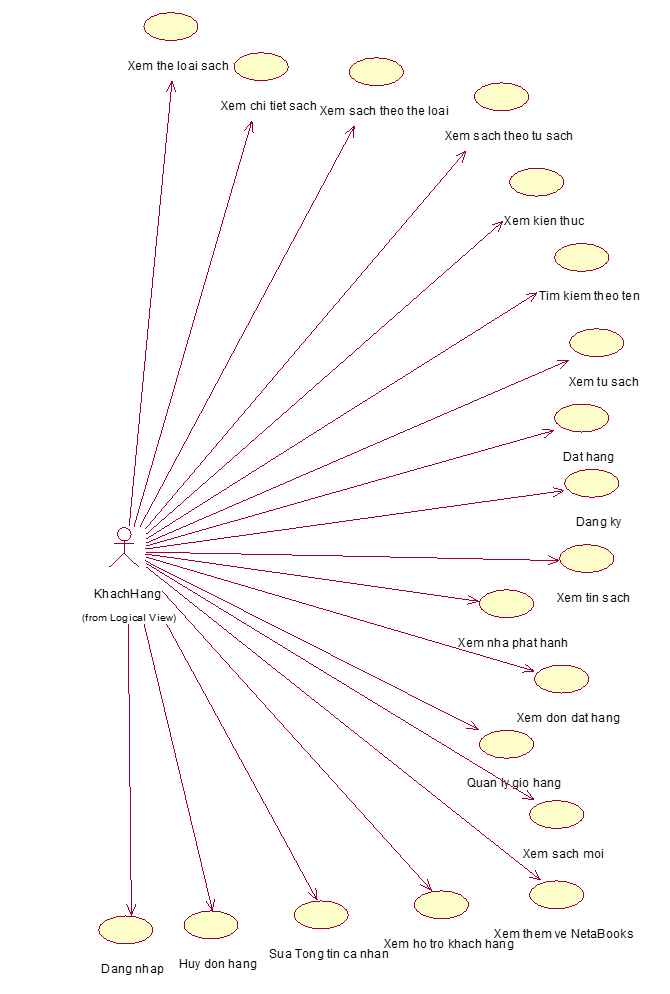 Xem the loai sach
Xem chi tiet sach
Xem sach theo the loai
Xem sach theo tu sach
Xem kien thuc
Tim kiem theo ten
Xem tu sach
Dat hang
Dang ky
Xem tin sach
KhachHang
(from Logical View)
Xem nha phat hanh
Xem don dat hang
Quan ly gio hang
Xem sach moi
Xem them ve NetaBooks
Xem ho tro khach hang
Sua Tong tin ca nhan
Huy don hang
Dang nhap